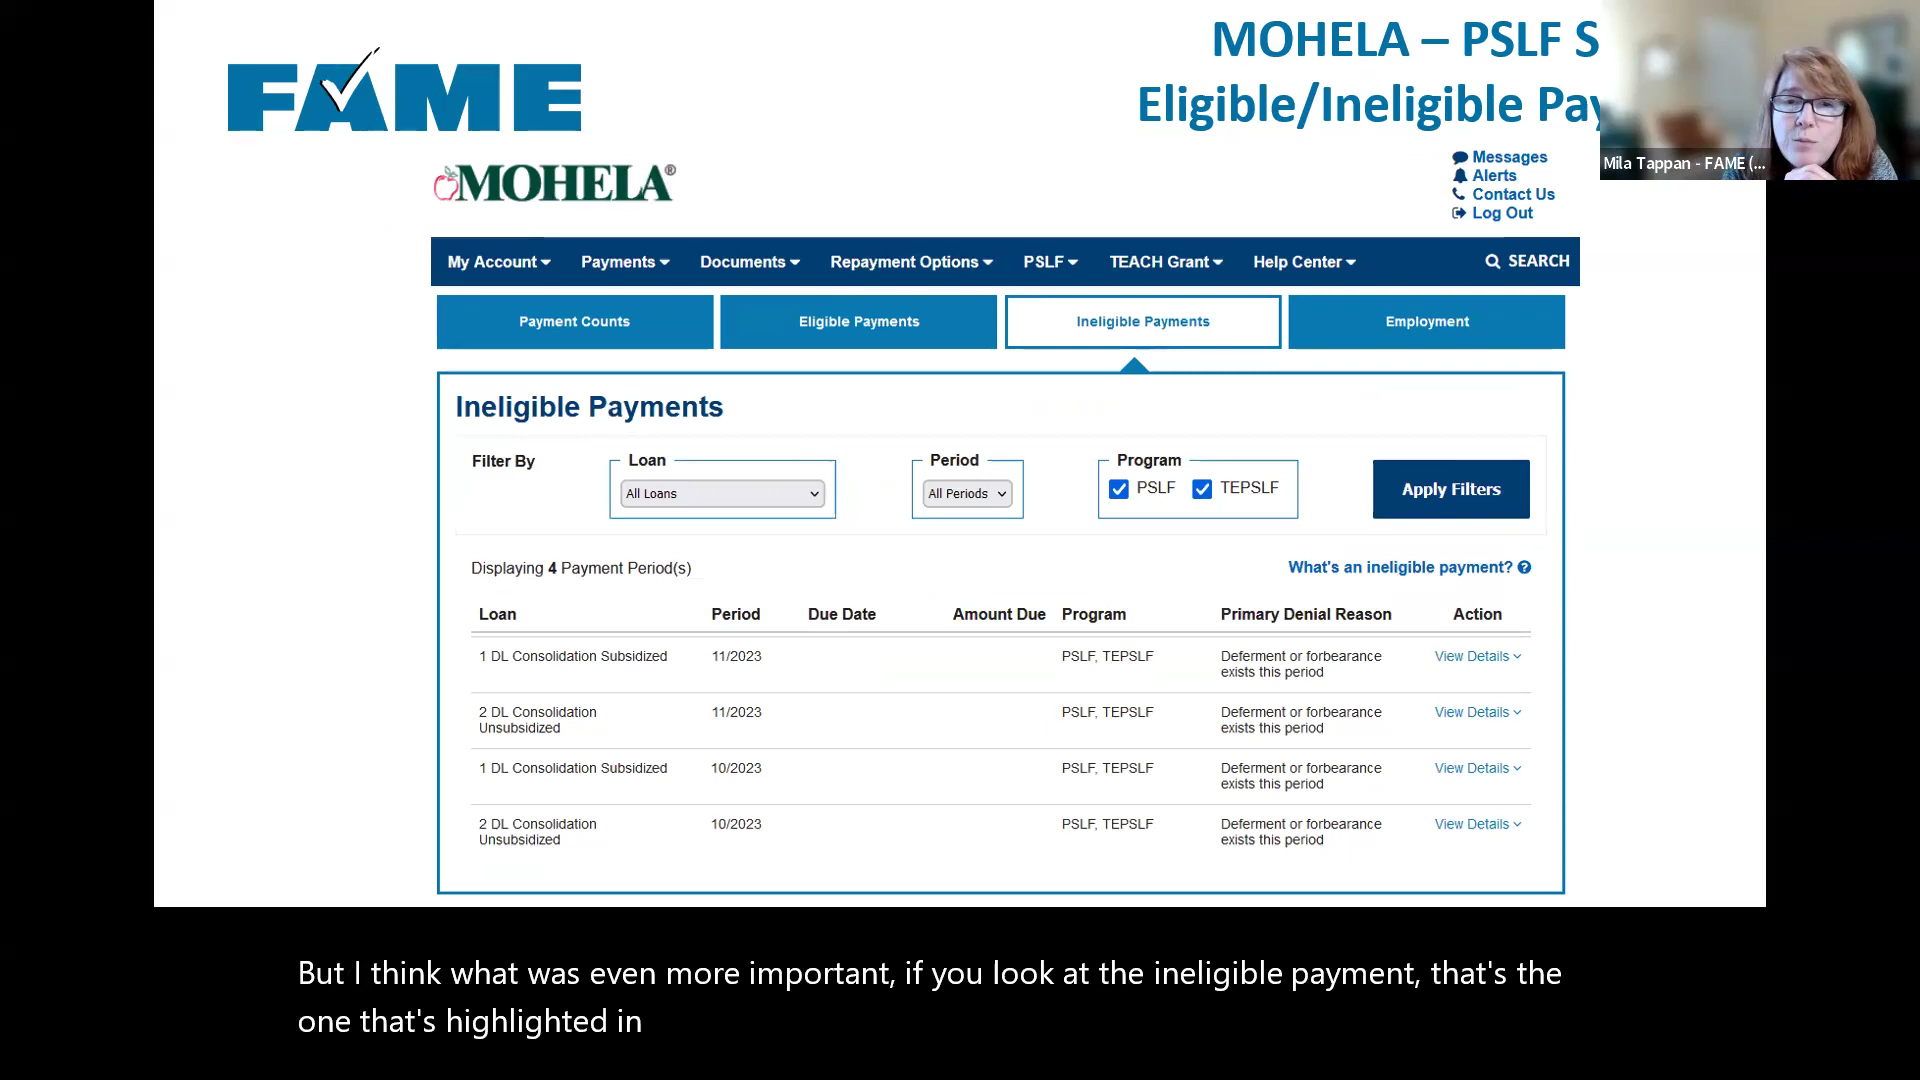 MOHELA – PSLF S
Eligible/Ineligible Pay
FAME
Mila Tappan - FAME (...
MOHELA®
Messages
Alerts
Contact Us
Log Out
My Account Payments Documents Repayment Options PSLF TEACH Grant Help Center SEARCH
Payment Counts Eligible Payments Ineligible Payments Employment
Ineligible Payments
Filter By Loan Period Program
All Loans All Periods PSLF TEPSLF Apply Filters
Displaying 4 Payment Period(s) What's an ineligible payment? ?
Loan Period Due Date Amount Due Program Primary Denial Reason Action
1 DL Consolidation Subsidized 11/2023 PSLF, TEPSLF Deferment or forbearance View Details
exists this period
2 DL Consolidation 11/2023 PSLF, TEPSLF Deferment or forbearance View Details
Unsubsidized exists this period
1 DL Consolidation Subsidized 10/2023 PSLF, TEPSLF Deferment or forbearance View Details
exists this period
2 DL Consolidation 10/2023 PSLF, TEPSLF Deferment or forbearance View Details
Unsubsidized exists this period
But I think what was even more important, if you look at the ineligible payment, that's the
one that's highlighted in